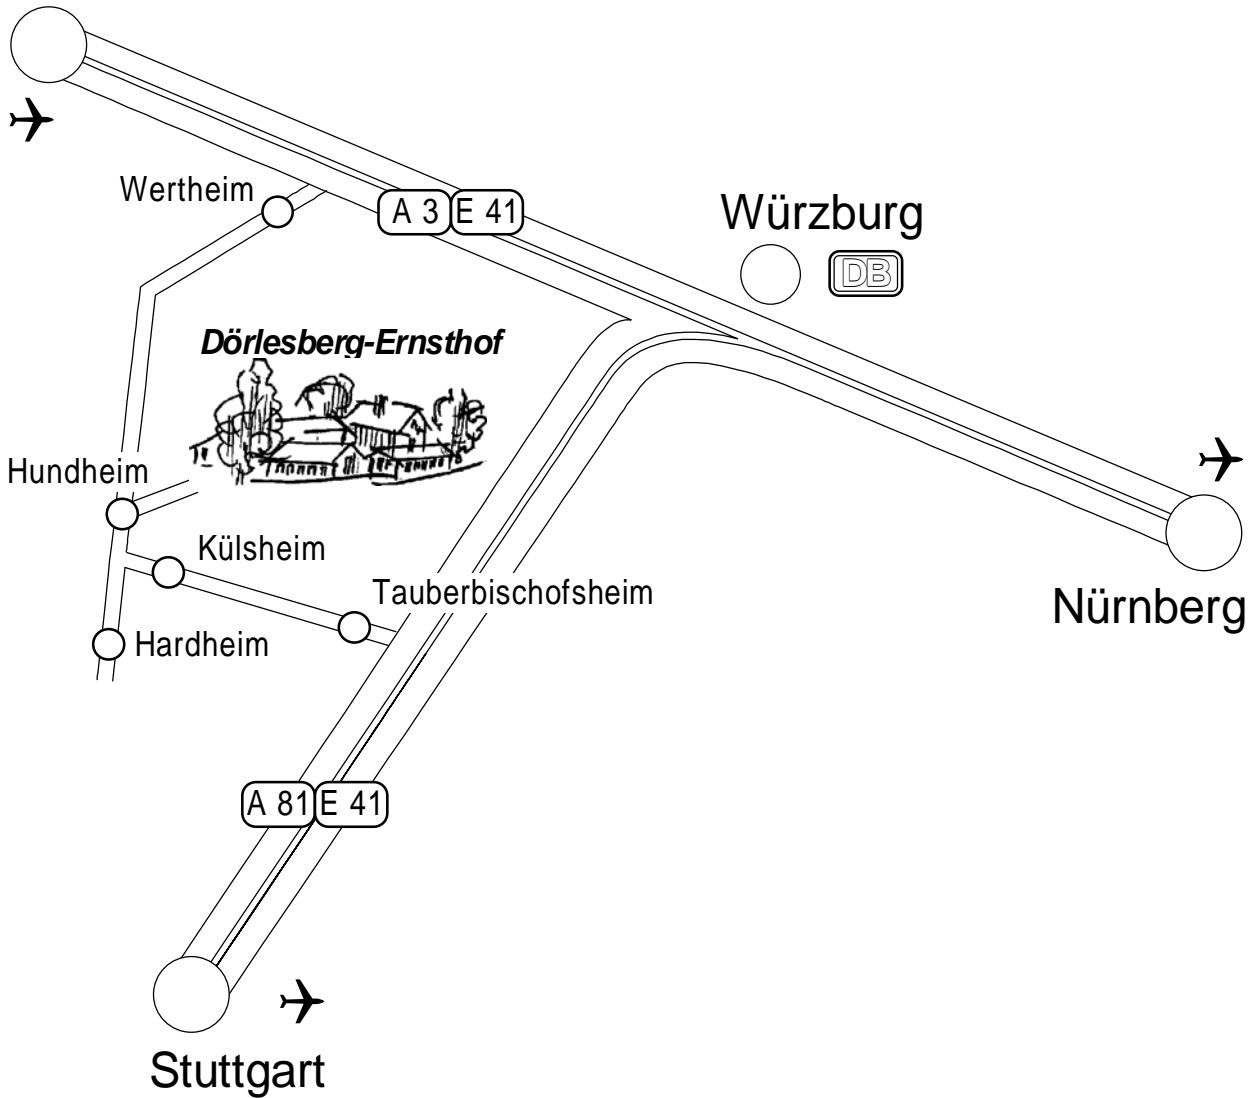 Wertheim
A 3
E 41
Würzburg
DB
Dörlesberg-Ernsthof
Hundheim
Külsheim
Tauberbischofsheim
Nürnberg
Hardheim
A 81
E 41
Stuttgart